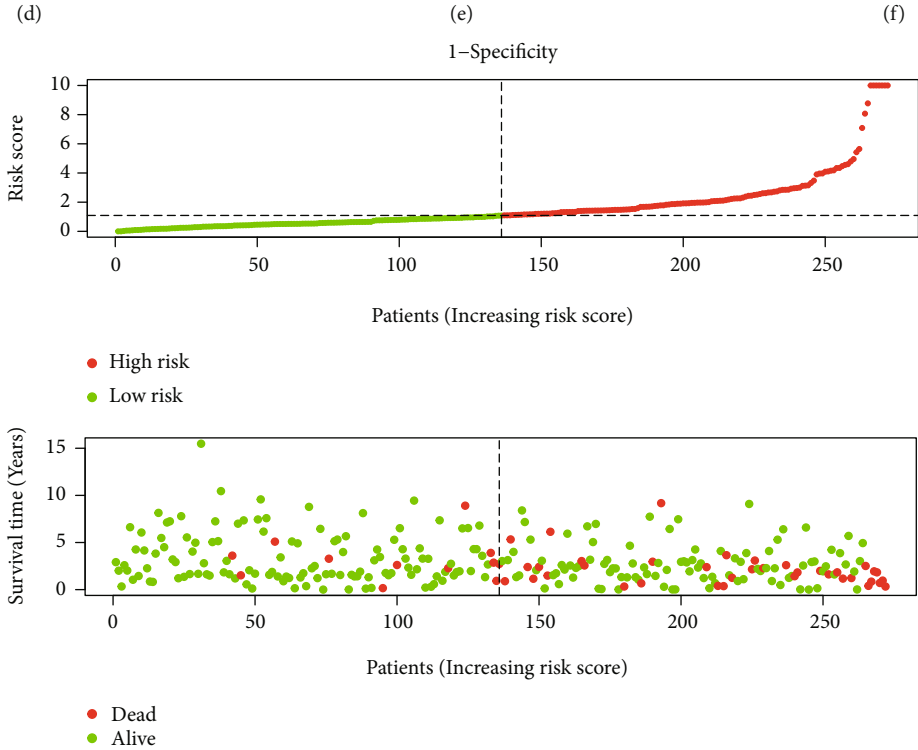 (d) (e) (f)
1−Specificity
Risk score
10
8
6
4
2
0
0 50 100 150 200 250
Patients (Increasing risk score)
High risk
Low risk
Survival time (Years)
15
10
5
0
0 50 100 150 200 250
Patients (Increasing risk score)
Dead
Alive